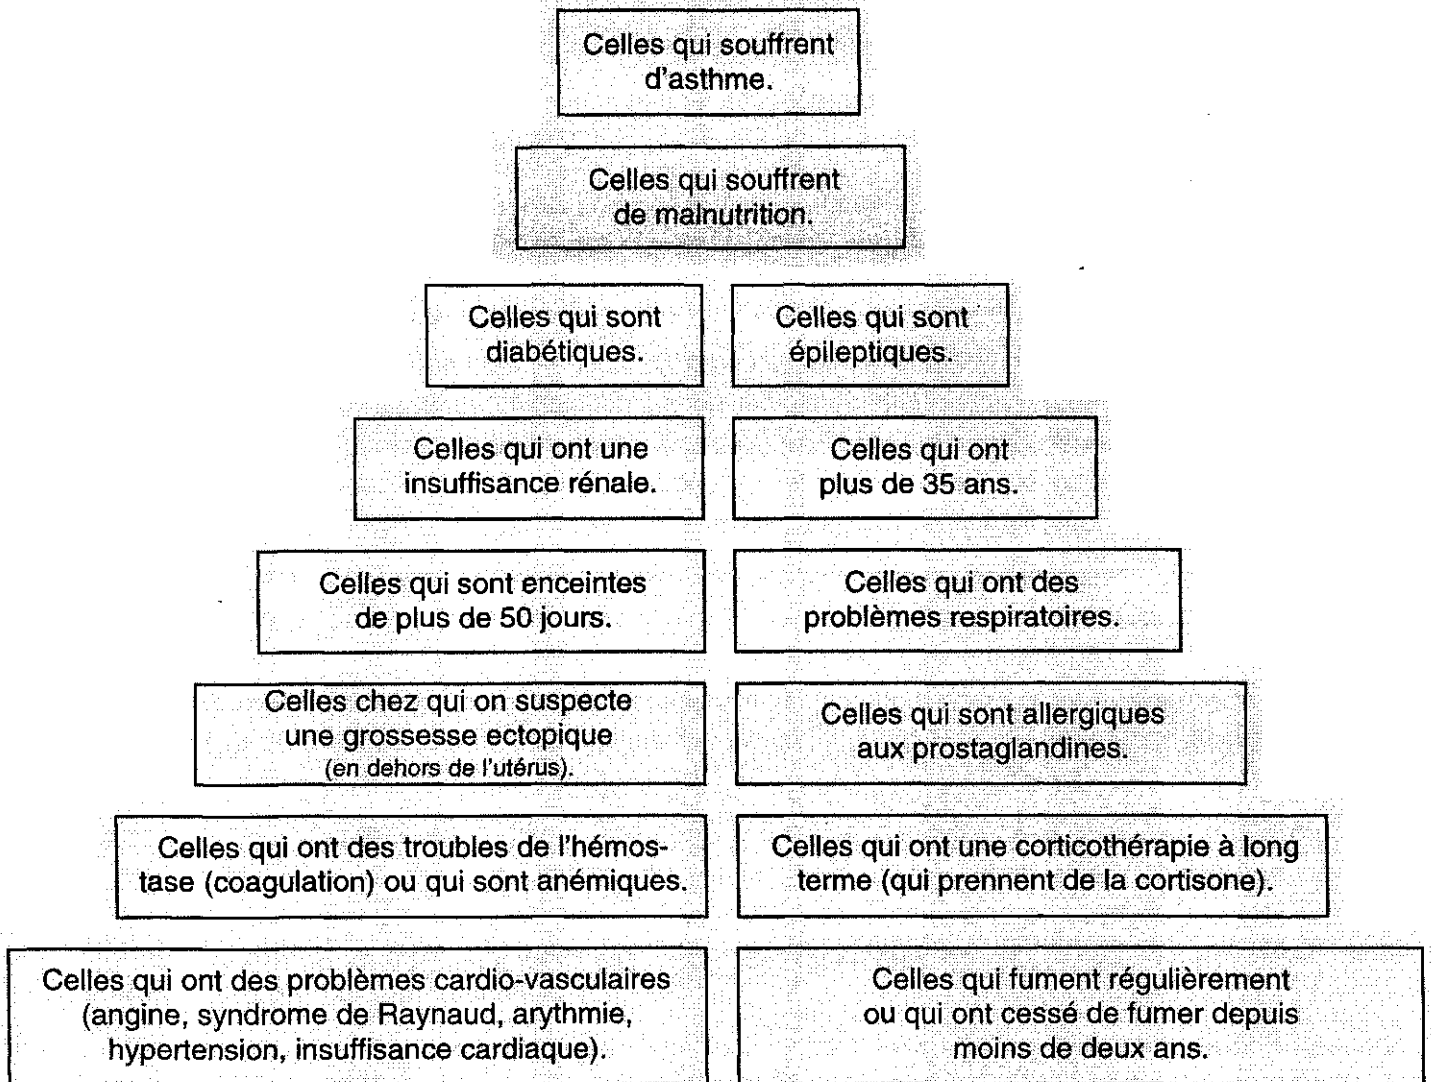 Celles qui souffrent
d'asthme.
Celles qui souffrent
de malnutrition.
Celles qui sont
diabétiques.
Celles qui sont
épileptiques.
Celles qui ont une
insuffisance rénale.
Celles qui ont
plus de 35 ans.
Celles qui sont enceintes
de plus de 50 jours.
Celles qui ont des
problèmes respiratoires.
Celles chez qui on suspecte
une grossesse ectopique
(en dehors de l'utérus).
Celles qui sont allergiques
aux prostaglandines.
Celles qui ont des troubles de l'hémos-
tase (coagulation) ou qui sont anémiques.
Celles qui ont une corticothérapie à long
terme (qui prennent de la cortisone).
Celles qui ont des problèmes cardio-vasculaires
(angine, syndrome de Raynaud, arythmie,
hypertension, insuffisance cardiaque).
Celles qui fument régulièrement
ou qui ont cessé de fumer depuis
moins de deux ans.